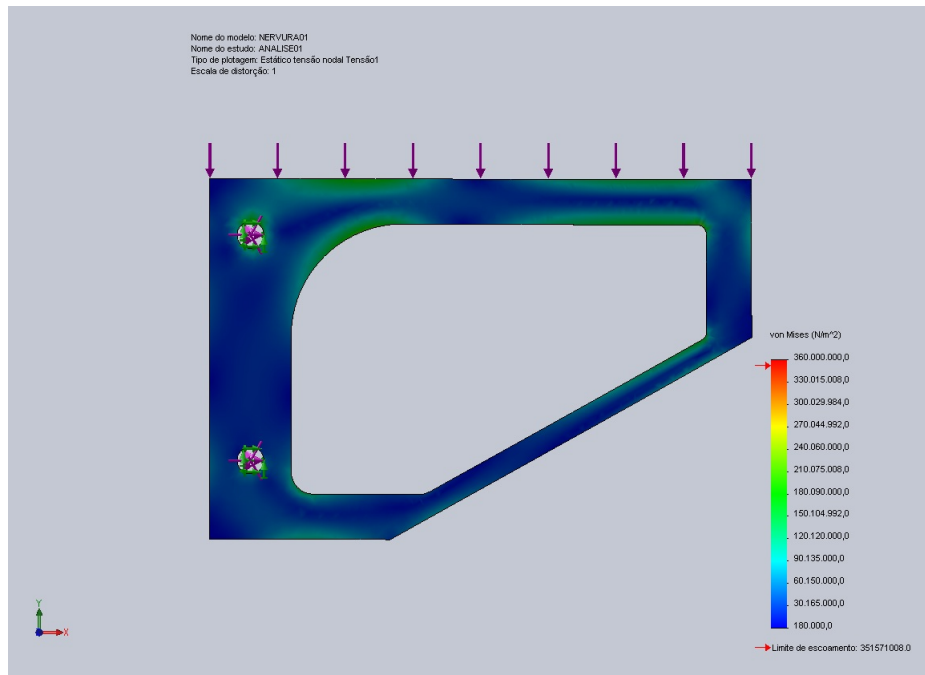 Nome do modelo: NERVURA01
Nome do estudo: ANALISE01
Tipo de plotagem: Estático tensão nodal Tensão1
Escala de distorção: 1
von Mises (N/m^2)
360.000.000,0
330.015.008,0
300.029.984,0
270.044.992,0
240.060.000,0
210.075.008,0
180.090.000,0
150.104.992,0
120.120.000,0
90.135.000,0
60.150.000,0
30.165.000,0
180.000,0
Limite de escoamento: 351571008.0
Y
X